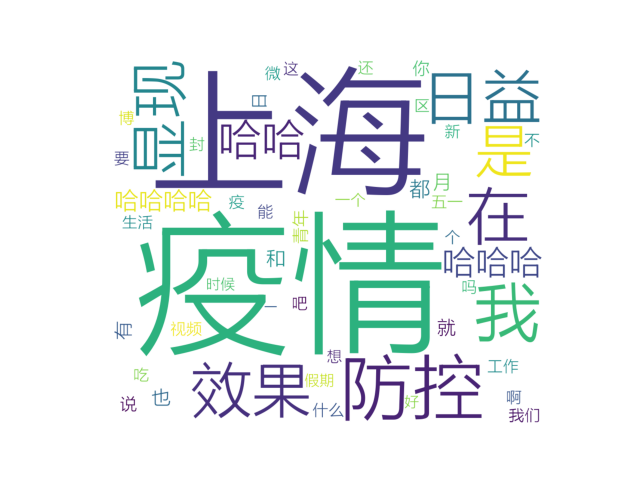 微
这
还
你
显现
上海
日益
日
区
博
哈哈
新
是
不
封
要
都
月
在
哈哈哈哈
疫
五一
生活
能
一个
青年
疫情
个
和
哈哈哈
时候
吗
我
一
吧
有
视频
就
想
效果
防控
工作
吃
假期
说
也
什么
好
啊
我们